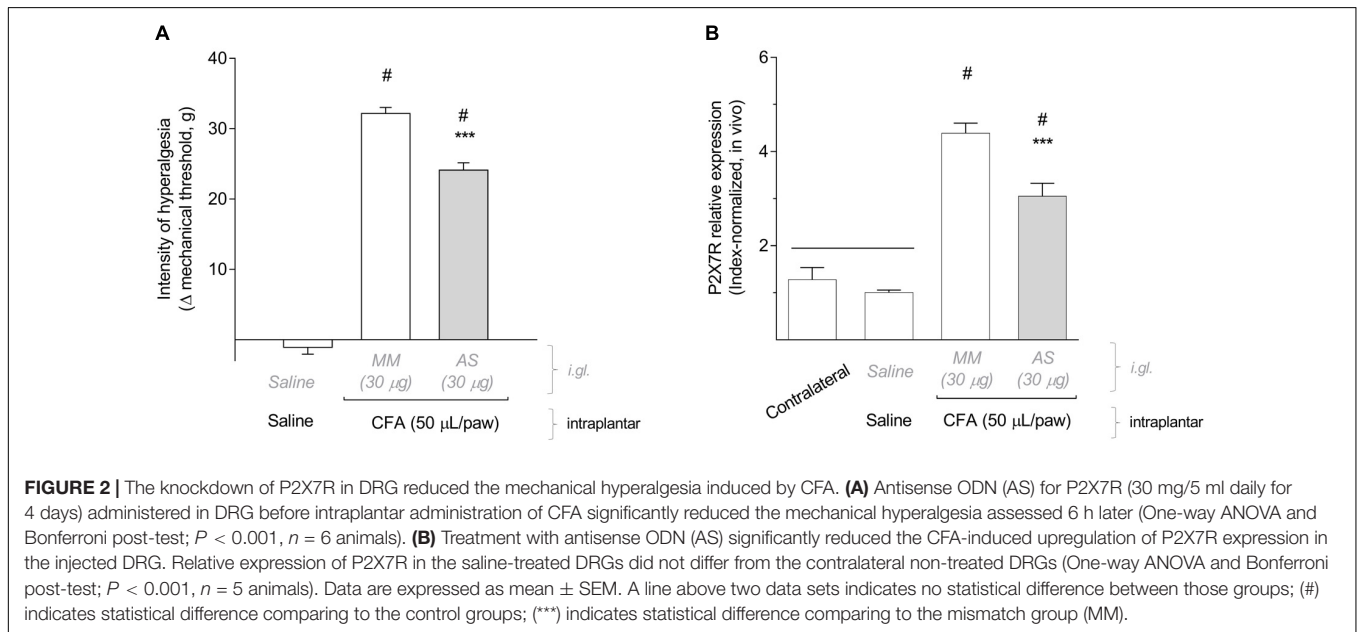 A
Intensity of hyperalgesia
(Δ mechanical threshold, g)
40
30
20
10
#
#
***
Saline
MM
(30 µg)
AS
(30 µg)
i.gl.
Saline
CFA (50 µL/paw)
intraplantar
B
P2X7R relative expression
(Index-normalized, in vivo)
6
4
2
#
#
***
Contralateral
Saline
MM
(30 µg)
AS
(30 µg)
i.gl.
Saline
CFA (50 µL/paw)
intraplantar
FIGURE 2 | The knockdown of P2X7R in DRG reduced the mechanical hyperalgesia induced by CFA. (A) Antisense ODN (AS) for P2X7R (30 mg/5 ml daily for
4 days) administered in DRG before intraplantar administration of CFA significantly reduced the mechanical hyperalgesia assessed 6 h later (One-way ANOVA and
Bonferroni post-test; P < 0.001, n = 6 animals). (B) Treatment with antisense ODN (AS) significantly reduced the CFA-induced upregulation of P2X7R expression in
the injected DRG. Relative expression of P2X7R in the saline-treated DRGs did not differ from the contralateral non-treated DRGs (One-way ANOVA and Bonferroni
post-test; P < 0.001, n = 5 animals). Data are expressed as mean ± SEM. A line above two data sets indicates no statistical difference between those groups; (#)
indicates statistical difference comparing to the control groups; (***) indicates statistical difference comparing to the mismatch group (MM).